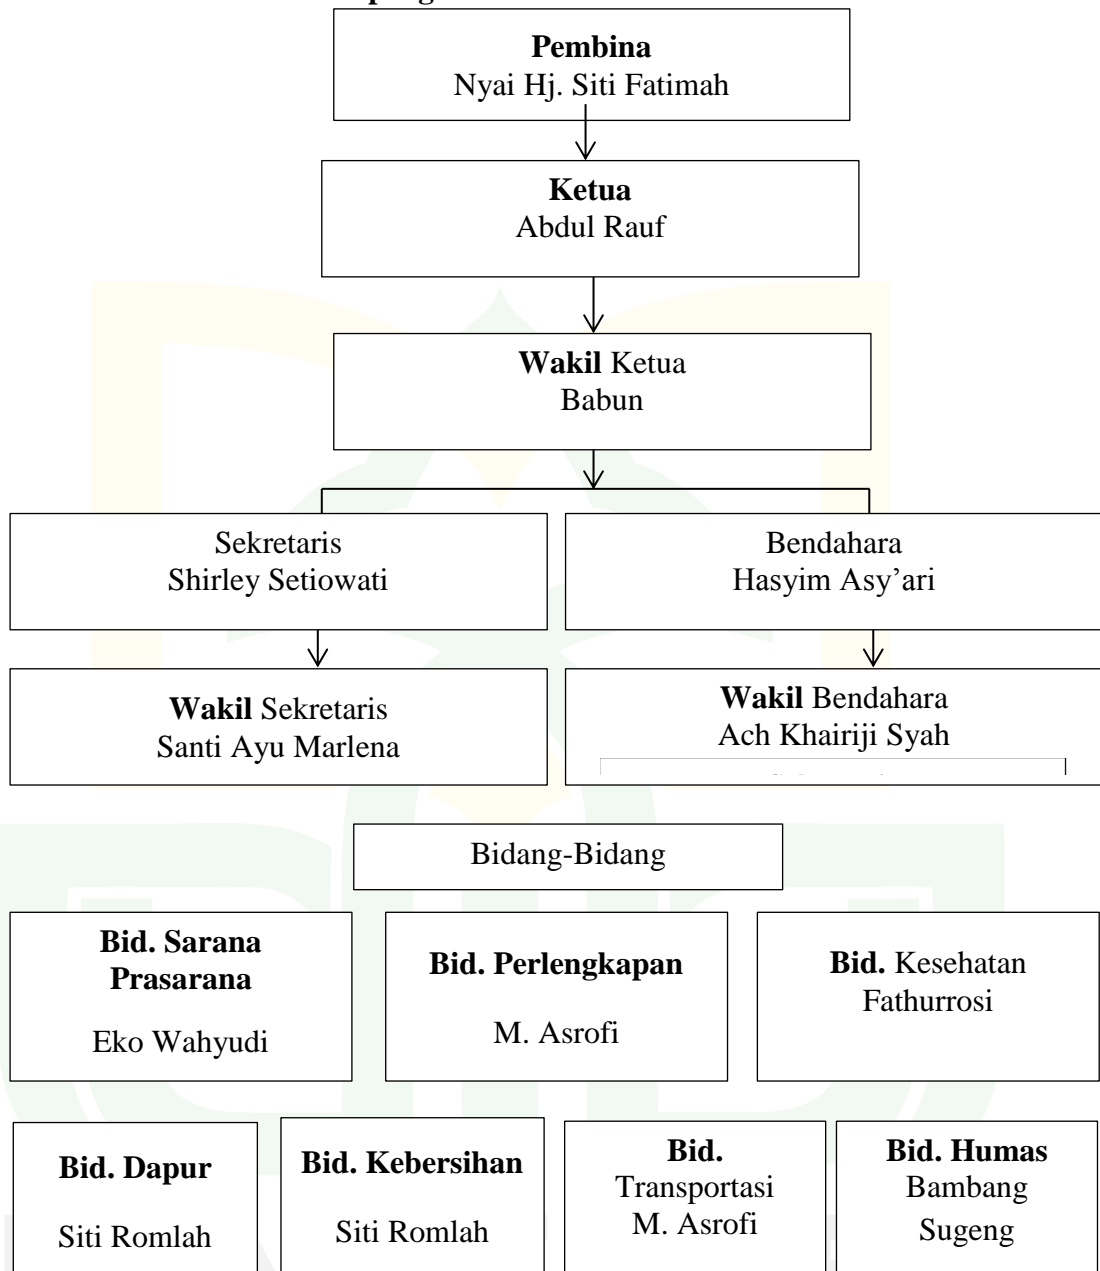 Pembina
Nyai Hj. Siti Fatimah
Ketua
Abdul Rauf
Wakil Ketua
Babun
Sekretaris
Shirley Setiowati
Bendahara
Hasyim Asy’ari
Wakil Sekretaris
Santi Ayu Marlena
Wakil Bendahara
Ach Khairiji Syah
Bidang-Bidang
Bid. Sarana
Prasarana
Eko Wahyudi
Bid. Perlengkapan
M. Asrofi
Bid. Kesehatan
Fathurrosi
Bid. Dapur
Siti Romlah
Bid. Kebersihan
Siti Romlah
Bid.
Transportasi
M. Asrofi
Bid. Humas
Bambang
Sugeng